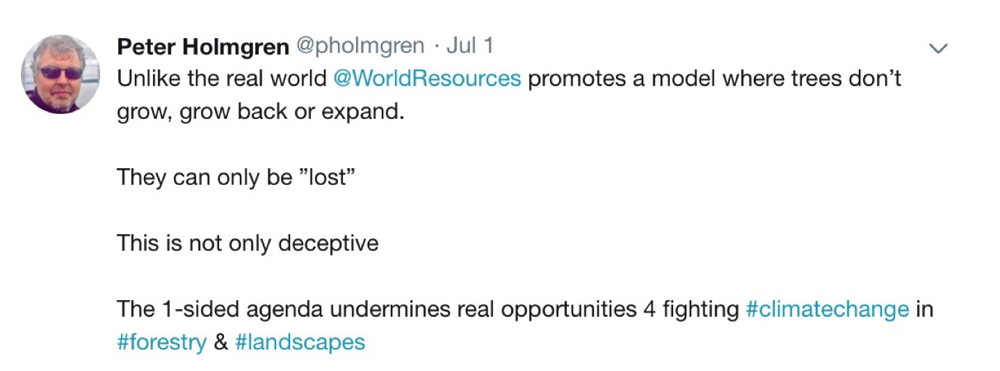 Peter Holmgren @pholmgren · Jul 1
Unlike the real world @WorldResources promotes a model where trees don’t
grow, grow back or expand.
They can only be ”lost”
This is not only deceptive
The 1-sided agenda undermines real opportunities 4 fighting #climatechange in
#forestry & #landscapes